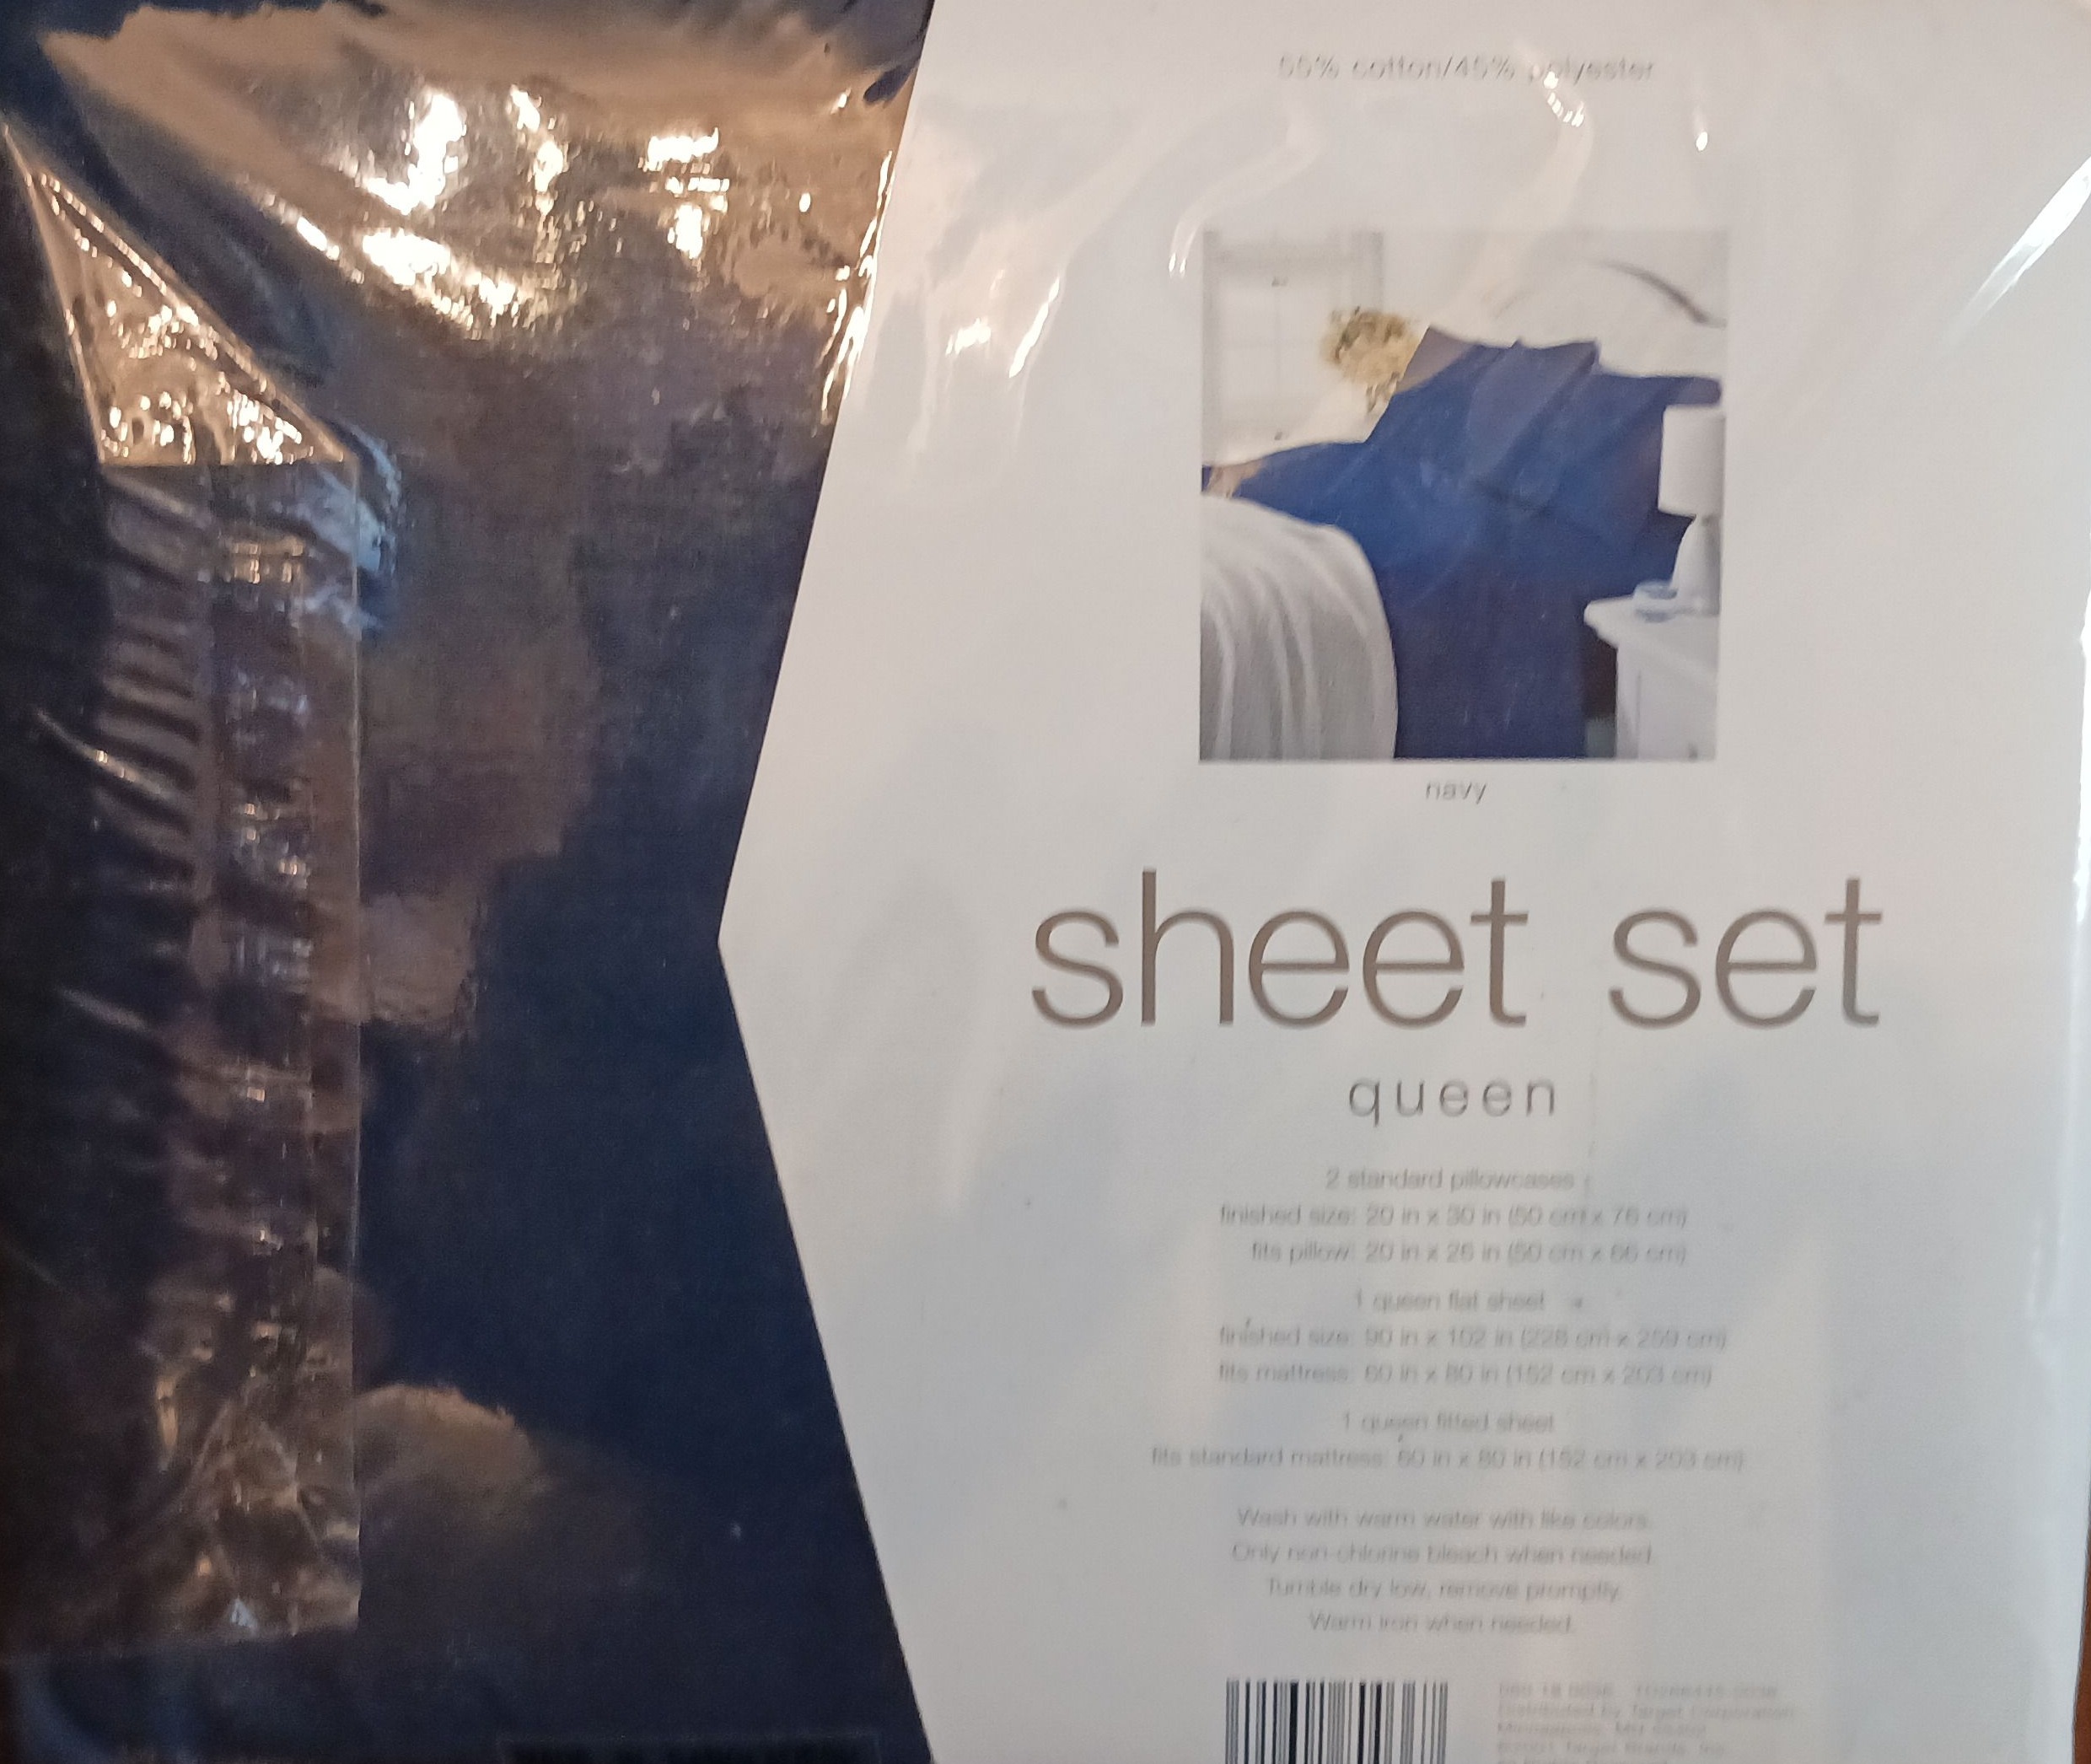 55% cotton/45% polyester
navy
sheet set
queen
2 standard pillowcases
finished size: 20 in x 30 in (50 cm x 76 cm)
fits pillow: 20 in x 26 in (50 cm x 66 cm)
1 queen flat sheet
finished size: 90 in x 102 in (228 cm x 259 cm)
fits mattress: 60 in x 80 in (152 cm x 203 cm)
1 queen fitted sheet
fits standard mattress: 60 in x 80 in (152 cm x 203 cm)
Wash with warm water with like colors.
Only non-chlorine bleach when needed.
Tumble dry low, remove promptly.
Warm iron when needed.
Distributed by Target Corporation
Minneapolis, MN
Target Brands, Inc.